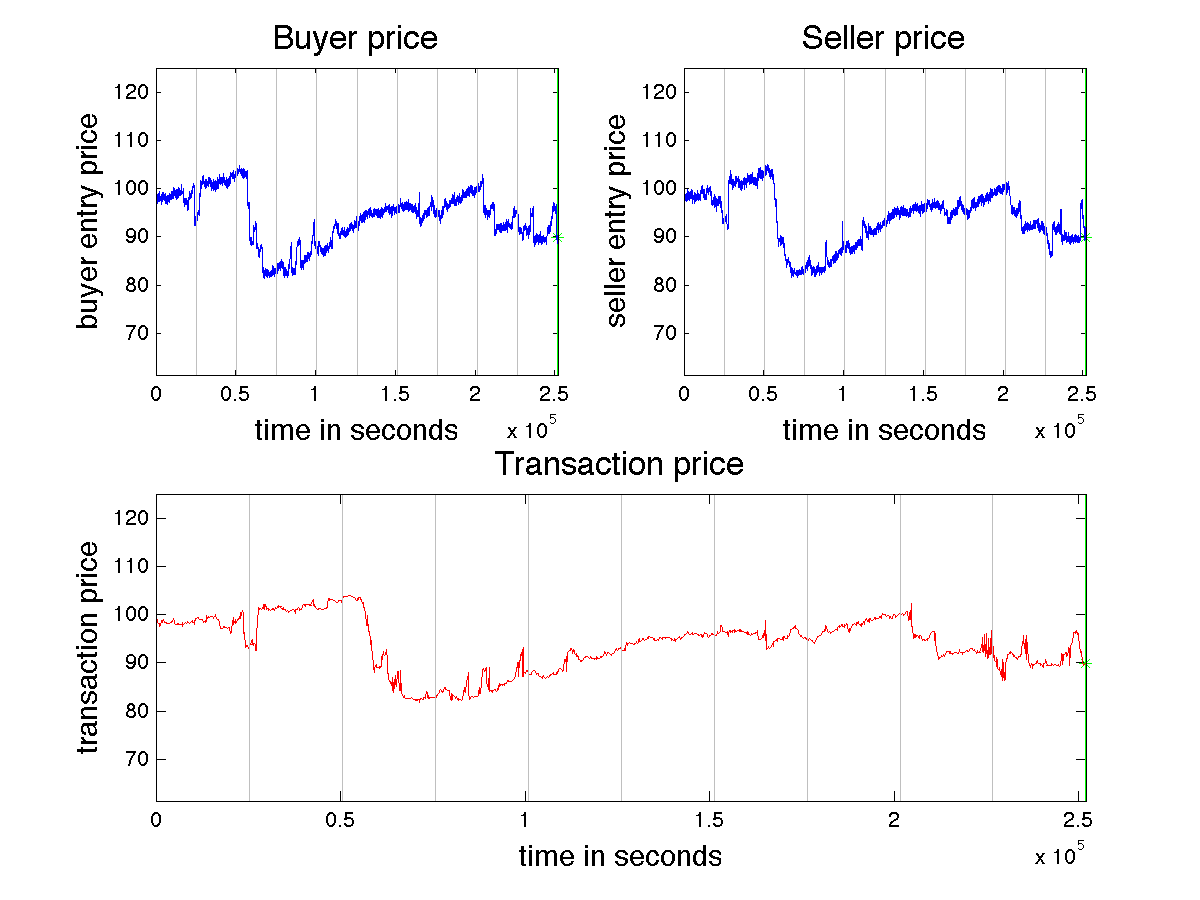 Buyer price
Seller price
120
110
100
90
80
70
buyer entry price
0 0.5 1 1.5 2 2.5
x 10^5
time in seconds
120
110
100
90
80
70
seller entry price
0 0.5 1 1.5 2 2.5
x 10^5
time in seconds
Transaction price
120
110
100
90
80
70
transaction price
0 0.5 1 1.5 2 2.5
x 10^5
time in seconds